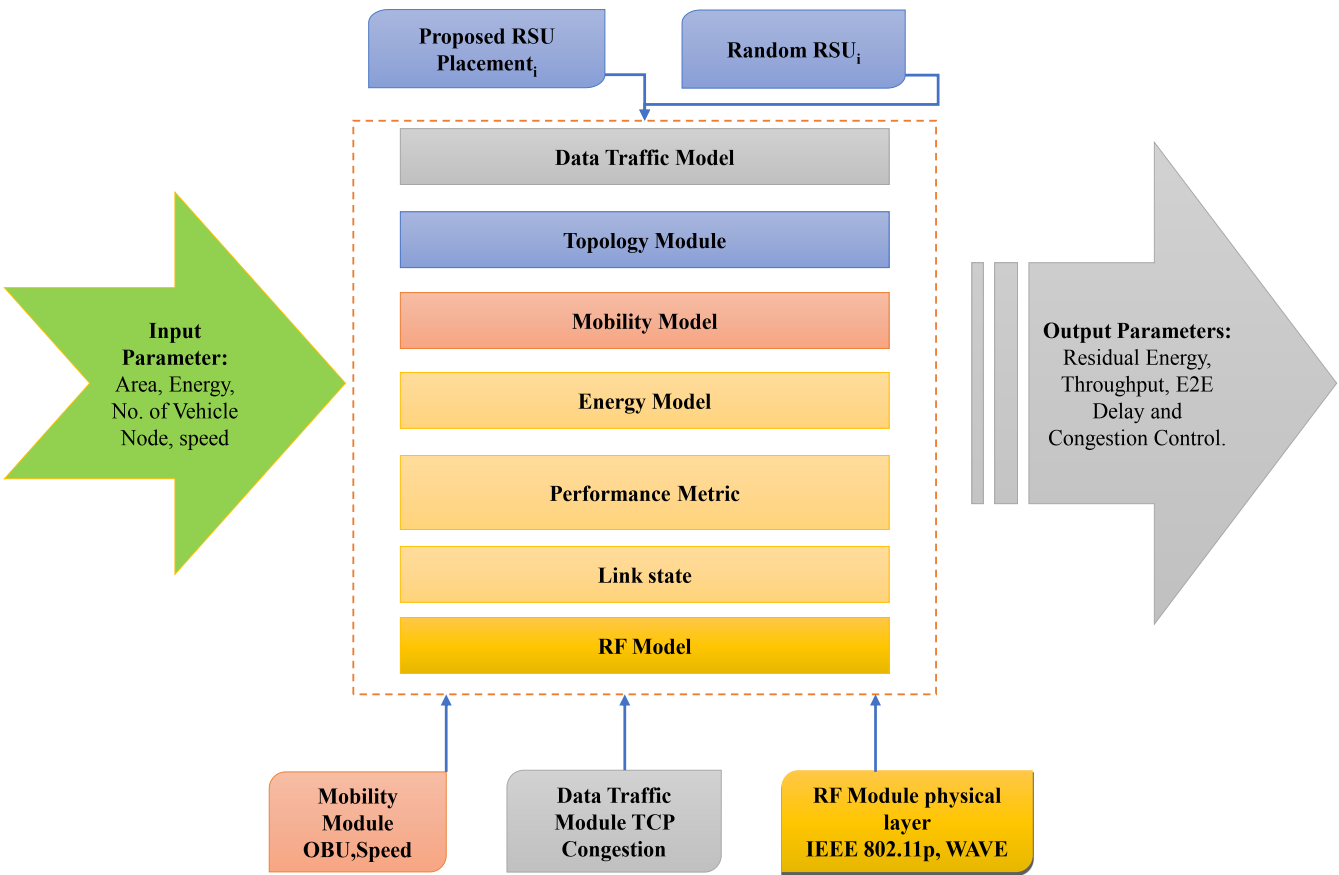 Proposed RSU
Placementi
Random RSUi
Data Traffic Model
Topology Module
Mobility Model
Energy Model
Performance Metric
Link state
RF Model
Input
Parameter:
Area, Energy,
No. of Vehicle
Node, speed
Output Parameters:
Residual Energy,
Throughput, E2E
Delay and
Congestion Control.
Mobility
Module
OBU,Speed
Data Traffic
Module TCP
Congestion
RF Module physical
layer
IEEE 802.11p, WAVE